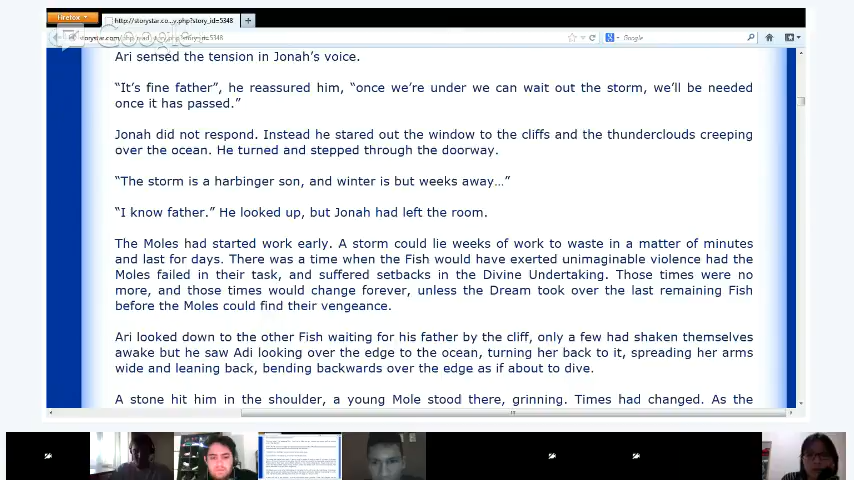 Firefox
http://storystar.co...y.php?story_id=5348
Google
Google
Ari sensed the tension in Jonah's voice.
“It's fine father”, he reassured him, “once we're under we can wait out the storm, we'll be needed
once it has passed.”
Jonah did not respond. Instead he stared out the window to the cliffs and the thunderclouds creeping
over the ocean. He turned and stepped through the doorway.
“The storm is a harbinger son, and winter is but weeks away…”
“I know father.” He looked up, but Jonah had left the room.
The Moles had started work early. A storm could lie weeks of work to waste in a matter of minutes
and last for days. There was a time when the Fish would have exerted unimaginable violence had the
Moles failed in their task, and suffered setbacks in the Divine Undertaking. Those times were no
more, and those times would change forever, unless the Dream took over the last remaining Fish
before the Moles could find their vengeance.
Ari looked down to the other Fish waiting for his father by the cliff, only a few had shaken themselves
awake but he saw Adi looking over the edge to the ocean, turning her back to it, spreading her arms
wide and leaning back, bending backwards over the edge as if about to dive.
A stone hit him in the shoulder, a young Mole stood there, grinning. Times had changed. As the